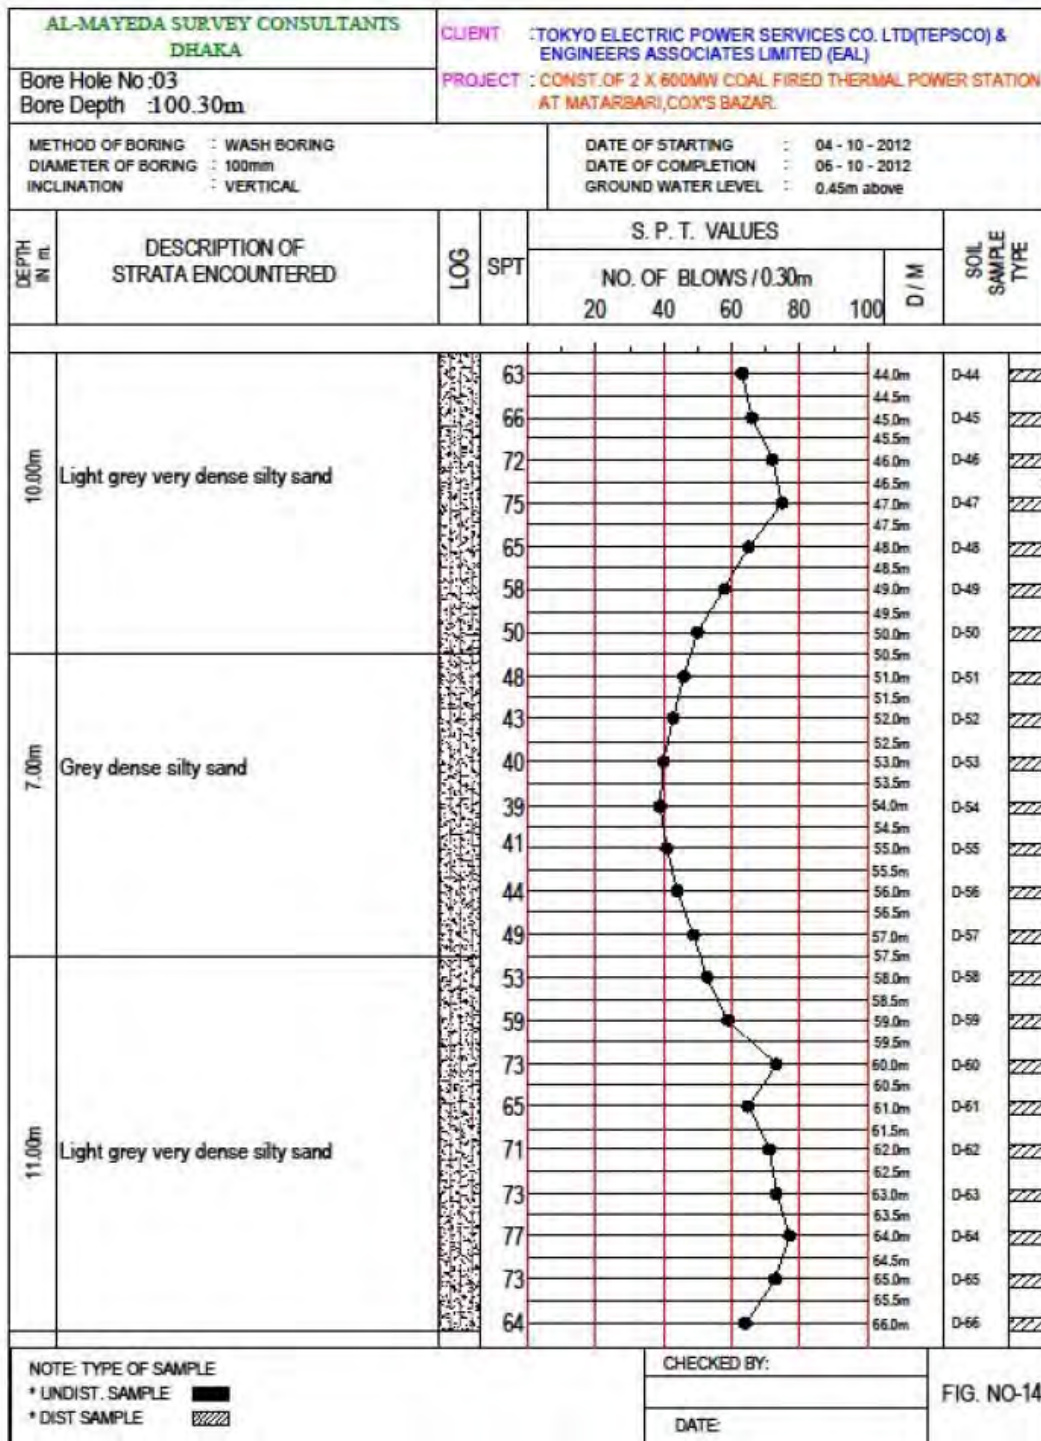 AL-MAYEDA SURVEY CONSULTANTS
DHAKA
Bore Hole No :03
Bore Depth :100.30m
CLIENT :TOKYO ELECTRIC POWER SERVICES CO. LTD(TEPSCO) &
ENGINEERS ASSOCIATES LIMITED (EAL)
PROJECT : CONST.OF 2 X 600MW COAL FIRED THERMAL POWER STATION
AT MATARBARI,COX'S BAZAR.
METHOD OF BORING : WASH BORING
DIAMETER OF BORING : 100mm
INCLINATION : VERTICAL
DATE OF STARTING : 04 - 10 - 2012
DATE OF COMPLETION : 06 - 10 - 2012
GROUND WATER LEVEL : 0.45m above
DEPTH IN m.
DESCRIPTION OF
STRATA ENCOUNTERED
LOG
SPT
S. P. T. VALUES
NO. OF BLOWS / 0.30m
20 40 60 80 100
D / M
SOIL SAMPLE TYPE
63 44.0m D-44
44.5m
66 45.0m D-45
45.5m
72 46.0m D-46
10.00m Light grey very dense silty sand
46.5m
75 47.0m D-47
47.5m
65 48.0m D-48
48.5m
58 49.0m D-49
49.5m
50 50.0m D-50
50.5m
48 51.0m D-51
51.5m
43 52.0m D-52
52.5m
40 53.0m D-53
7.00m Grey dense silty sand
53.5m
39 54.0m D-54
54.5m
41 55.0m D-55
55.5m
44 56.0m D-56
56.5m
49 57.0m D-57
57.5m
53 58.0m D-58
58.5m
59 59.0m D-59
59.5m
73 60.0m D-60
60.5m
65 61.0m D-61
61.5m
71 62.0m D-62
11.00m Light grey very dense silty sand
62.5m
73 63.0m D-63
63.5m
77 64.0m D-64
64.5m
73 65.0m D-65
65.5m
64 66.0m D-66
NOTE: TYPE OF SAMPLE
* UNDIST. SAMPLE
* DIST SAMPLE
CHECKED BY:
DATE:
FIG. NO-14